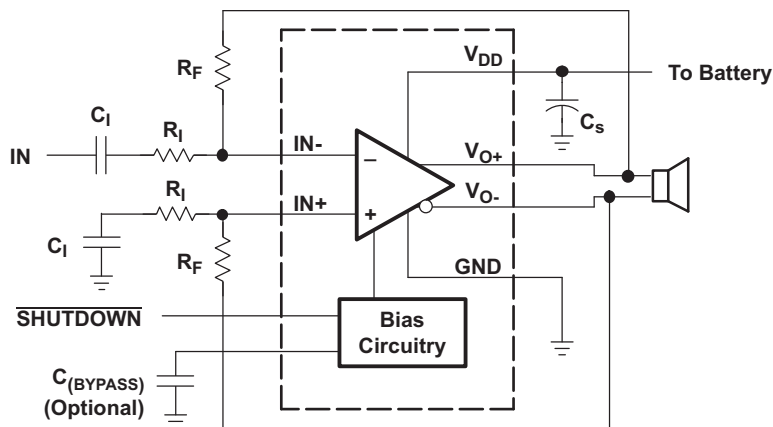 R_F
V_DD
To Battery
C_I
R_I
C_s
IN
IN-
−
V_O+
R_I
IN+
+
V_O-
C_I
R_F
GND
SHUTDOWN
Bias
Circuitry
C_(BYPASS)
(Optional)